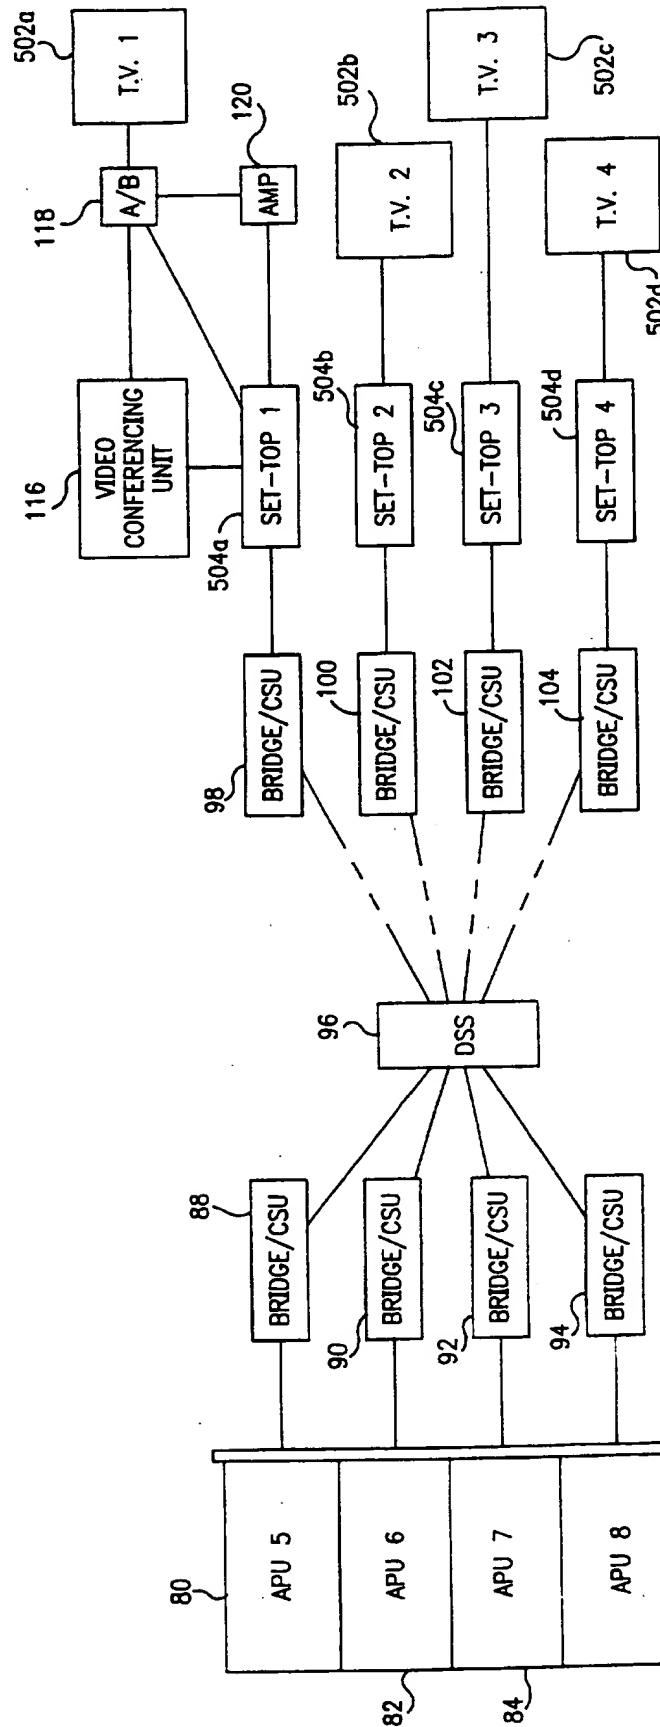 502a
T.V. 1
118
A/B
120
AMP
116
VIDEO
CONFERENCING
UNIT
504a
SET-TOP 1
98
BRIDGE/CSU
502b
T.V. 2
504b
SET-TOP 2
100
BRIDGE/CSU
T.V. 3
502c
504c
SET-TOP 3
102
BRIDGE/CSU
T.V. 4
502d
504d
SET-TOP 4
104
BRIDGE/CSU
96
DSS
88
BRIDGE/CSU
90
BRIDGE/CSU
92
BRIDGE/CSU
94
BRIDGE/CSU
80
APU 5
APU 6
82
APU 7
84
APU 8